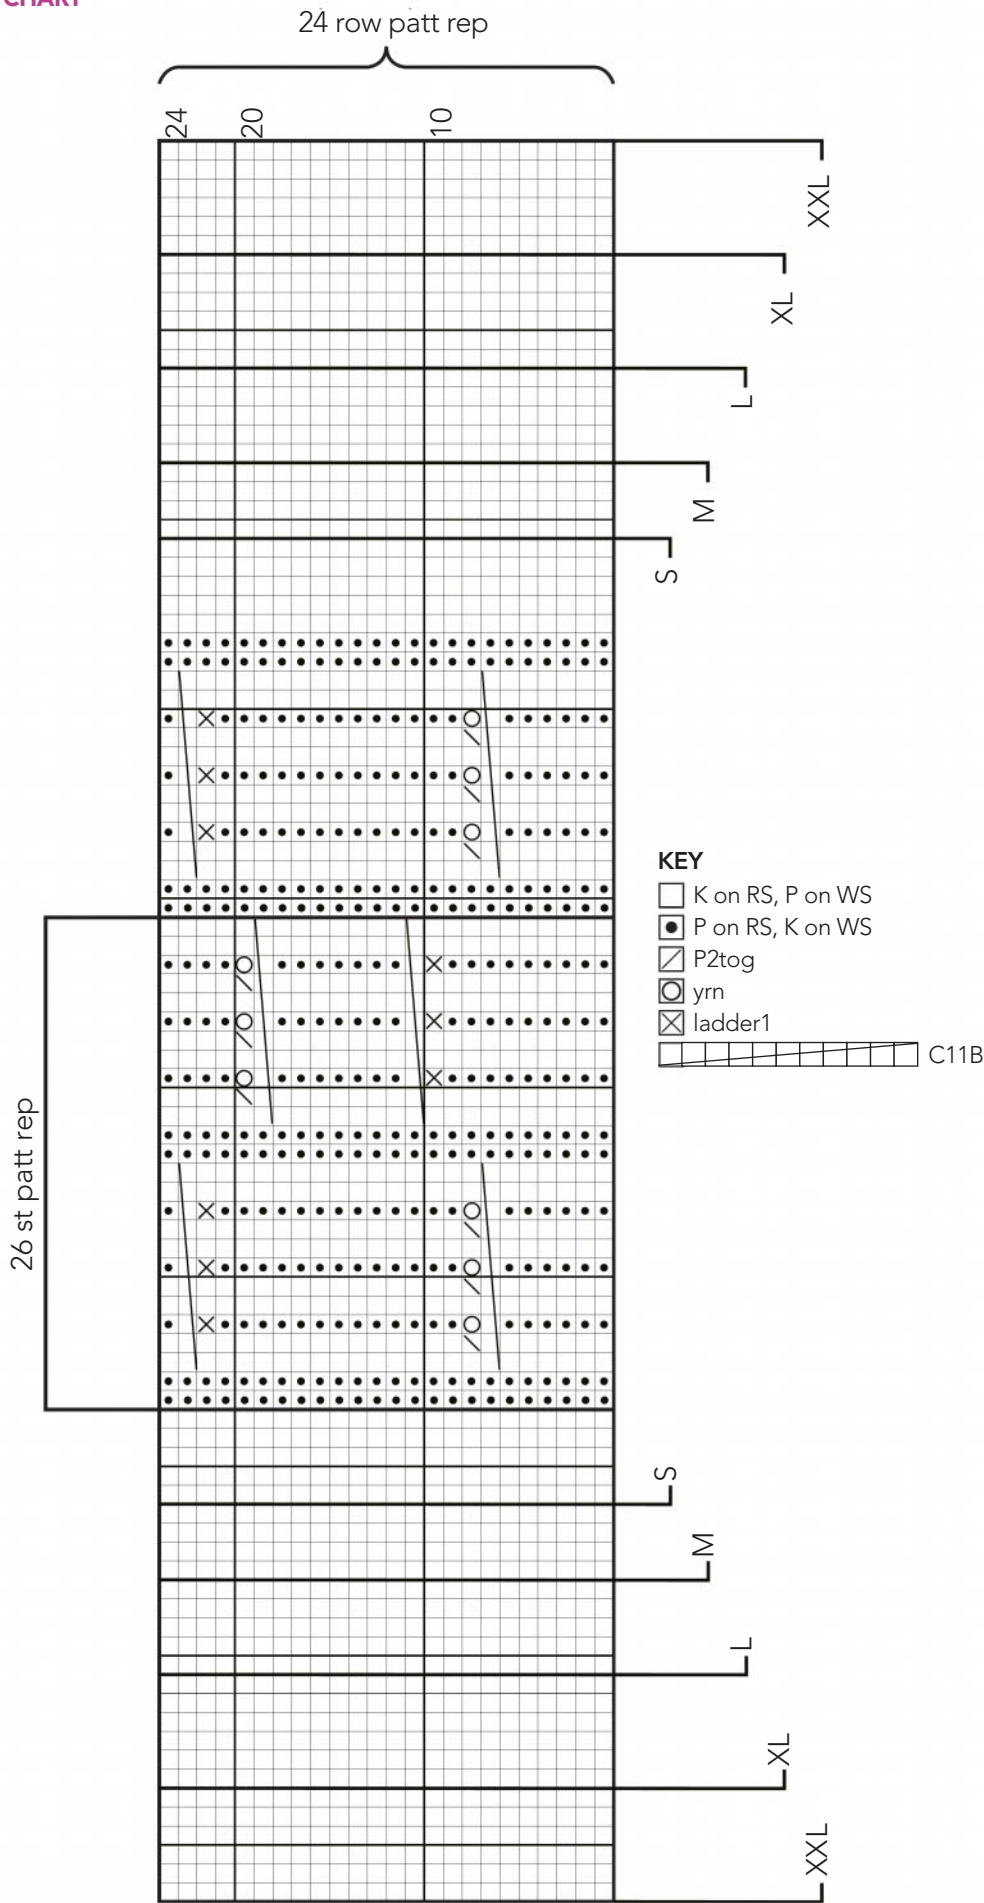 CHART
24 row patt rep
24
20
10
XXL
XL
L
M
S
KEY
K on RS, P on WS
P on RS, K on WS
P2tog
yrn
ladder1
C11B
26 st patt rep
S
M
L
XL
XXL